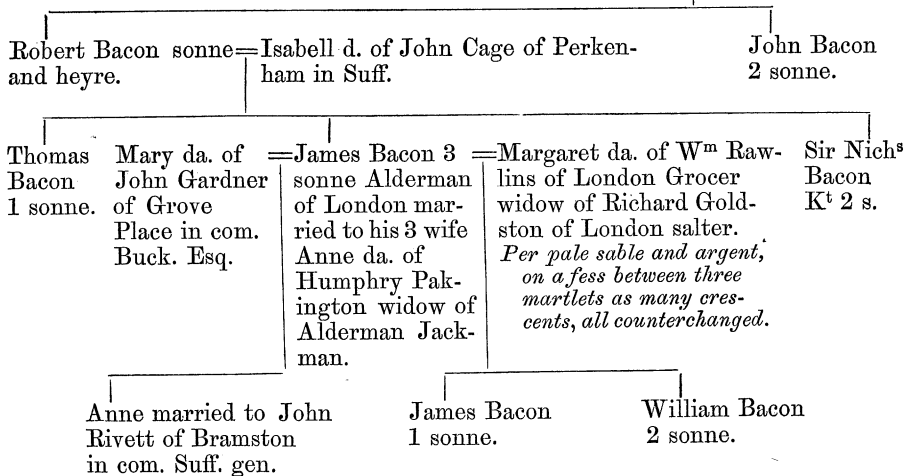 Robert Bacon sonne=Isabell d. of John Cage of Perken-
and heyre.
ham in Suff.
John Bacon
2 sonne.
Thomas
Bacon
1 sonne.
Mary da. of
John Gardner
of Grove
Place in com.
Buck. Esq.
=James Bacon 3
sonne Alderman
of London mar-
ried to his 3 wife
Anne da. of
Humphry Pak-
ington widow of
Alderman Jack-
man.
=Margaret da. of Wᵐ Raw-
lins of London Grocer
widow of Richard Gold-
ston of London salter.
Per pale sable and argent,
on a fess between three
martlets as many cres-
cents, all counterchanged.
Sir Nichˢ
Bacon
Kᵗ 2 s.
Anne married to John
Rivett of Bramston
in com. Suff. gen.
James Bacon
1 sonne.
William Bacon
2 sonne.